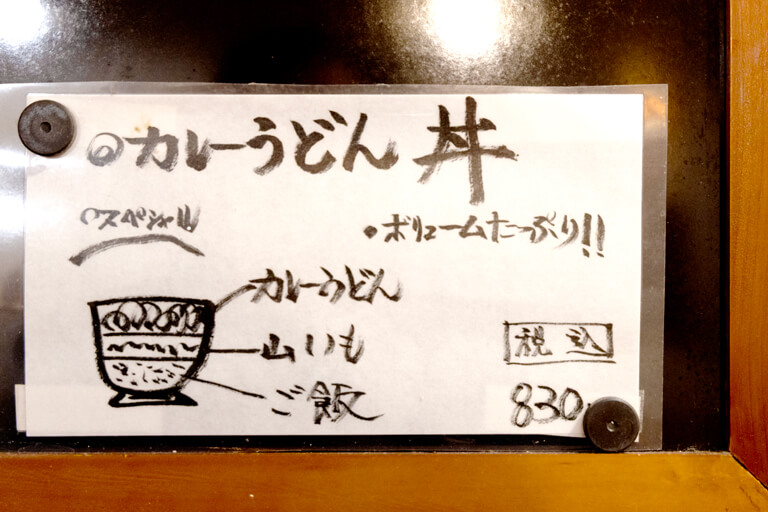 ◎カレーうどん丼
○スペシャル
•ボリュームたっぷり!!
カレーうどん
山いも
ご飯
税込
830